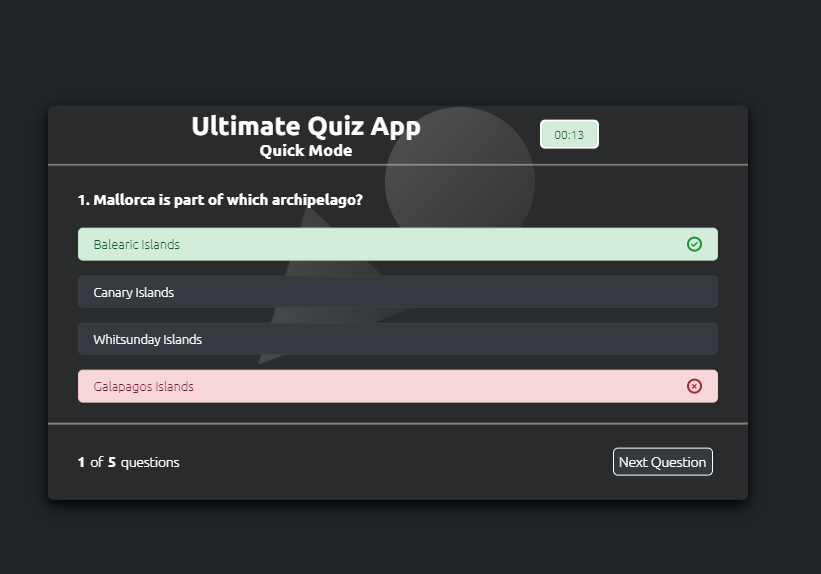 Ultimate Quiz App
Quick Mode
00:13
1. Mallorca is part of which archipelago?
Balearic Islands
Canary Islands
Whitsunday Islands
Galapagos Islands
1 of 5 questions
Next Question